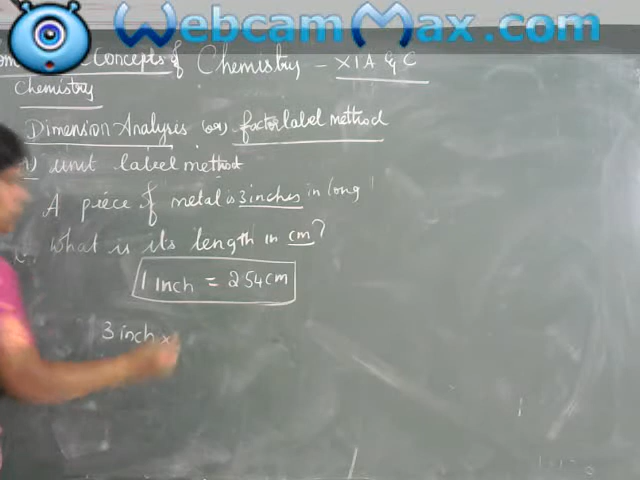 WebcamMax.com
Concepts of Chemistry - XI A & C
Chemistry
Dimension Analysis (or) factor label method
unit label method
A piece of metal is 3 inches in long
What is its length in cm?
1 inch = 2.54 cm
3 inch ×